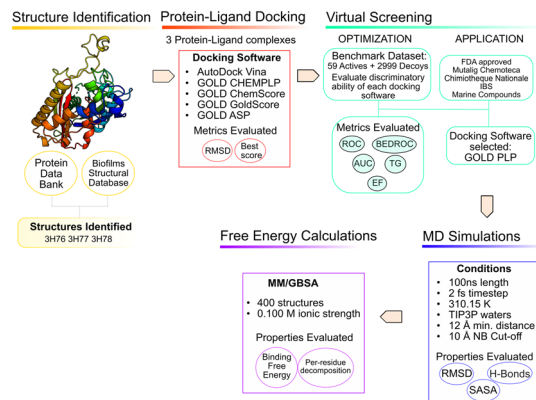 Structure Identification
Protein
Data
Bank
Biofilms
Structural
Database
Structures Identified
3H76 3H77 3H78
Protein-Ligand Docking
3 Protein-Ligand complexes
Docking Software
• AutoDock Vina
• GOLD CHEMPLP
• GOLD ChemScore
• GOLD GoldScore
• GOLD ASP
Metrics Evaluated
RMSD
Best
score
Virtual Screening
OPTIMIZATION
Benchmark Dataset:
59 Actives + 2999 Decoys
Evaluate discriminatory
ability of each docking
software
Metrics Evaluated
ROC
BEDROC
AUC
TG
EF
APPLICATION
FDA approved
Mutalig Chemoteca
Chimiotheque Nationale
IBS
Marine Compounds
Docking Software
selected:
GOLD PLP
MD Simulations
Conditions
• 100ns length
• 2 fs timestep
• 310.15 K
• TIP3P waters
• 12 Å min. distance
• 10 Å NB Cut-off
Properties Evaluated
RMSD
H-Bonds
SASA
Free Energy Calculations
MM/GBSA
• 400 structures
• 0.100 M ionic strength
Properties Evaluated
Binding
Free
Energy
Per-residue
decomposition